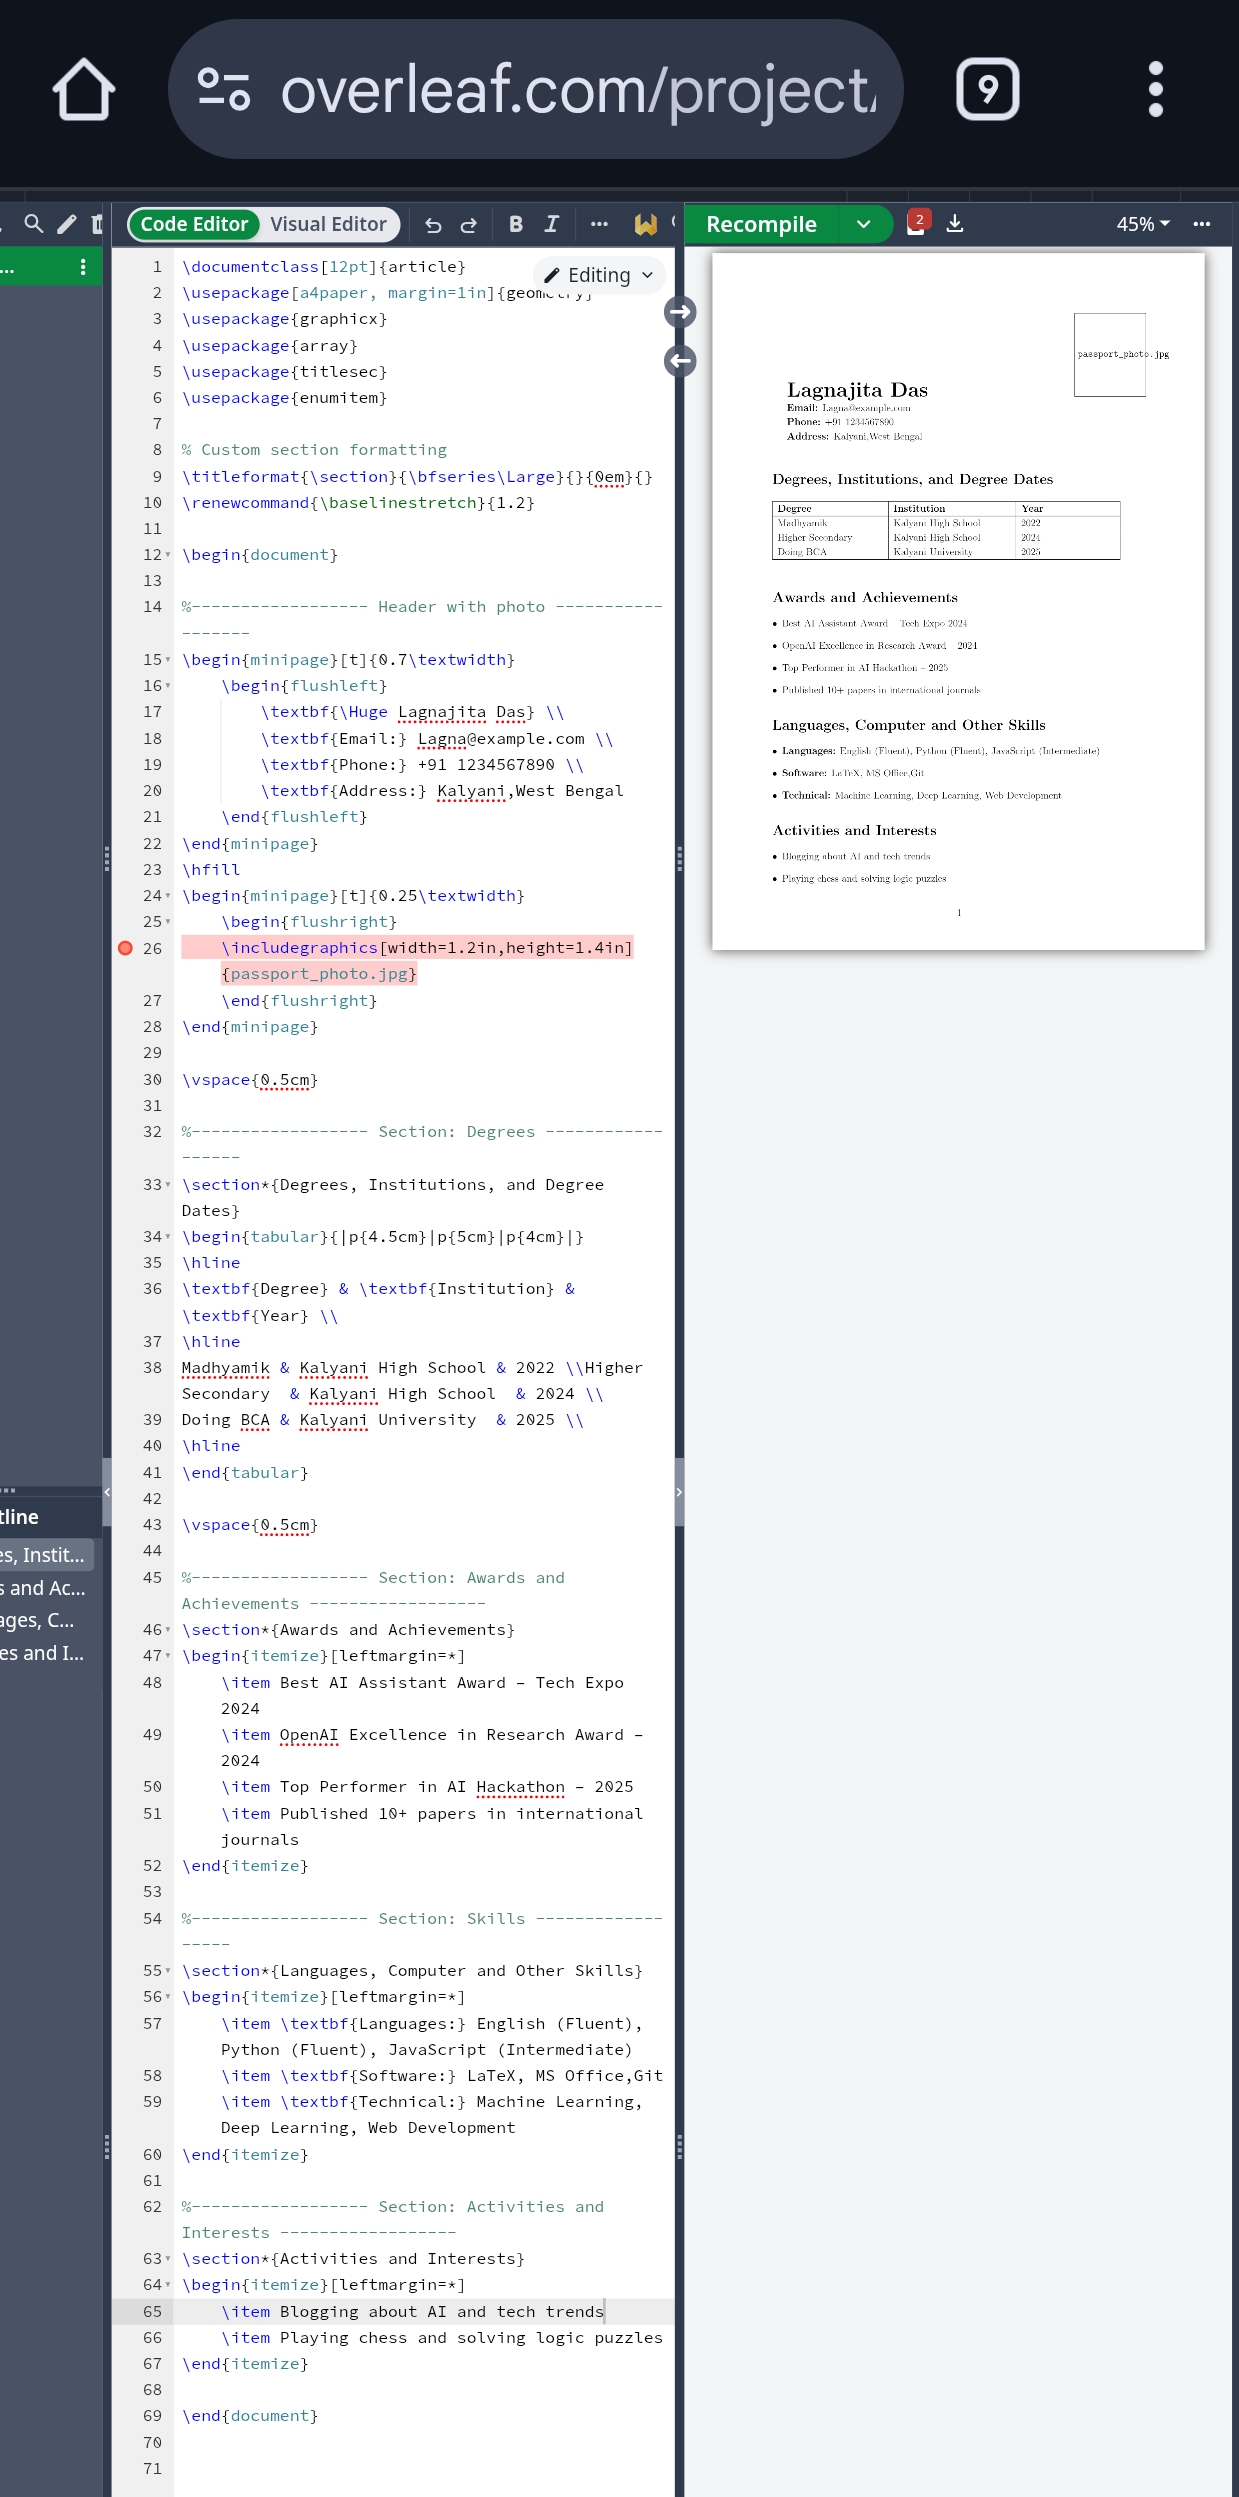 overleaf.com/project/
9
Code Editor Visual Editor
B I
Recompile
2
45%
Editing
1 \documentclass[12pt]{article}
2 \usepackage[a4paper, margin=1in]{geometry}
3 \usepackage{graphicx}
4 \usepackage{array}
5 \usepackage{titlesec}
6 \usepackage{enumitem}
7
8 % Custom section formatting
9 \titleformat{\section}{\bfseries\Large}{}{0em}{}
10 \renewcommand{\baselinestretch}{1.2}
11
12 \begin{document}
13
14 %------------------ Header with photo -----------
-------
15 \begin{minipage}[t]{0.7\textwidth}
16 \begin{flushleft}
17 \textbf{\Huge Lagnajita Das} \\
18 \textbf{Email:} Lagna@example.com \\
19 \textbf{Phone:} +91 1234567890 \\
20 \textbf{Address:} Kalyani,West Bengal
21 \end{flushleft}
22 \end{minipage}
23 \hfill
24 \begin{minipage}[t]{0.25\textwidth}
25 \begin{flushright}
26 \includegraphics[width=1.2in,height=1.4in]
{passport_photo.jpg}
27 \end{flushright}
28 \end{minipage}
29
30 \vspace{0.5cm}
31
32 %------------------ Section: Degrees ------------
------
33 \section*{Degrees, Institutions, and Degree
Dates}
34 \begin{tabular}{|p{4.5cm}|p{5cm}|p{4cm}|}
35 \hline
36 \textbf{Degree} & \textbf{Institution} &
\textbf{Year} \\
37 \hline
38 Madhyamik & Kalyani High School & 2022 \\Higher
Secondary & Kalyani High School & 2024 \\
39 Doing BCA & Kalyani University & 2025 \\
40 \hline
41 \end{tabular}
42
43 \vspace{0.5cm}
44
45 %------------------ Section: Awards and
Achievements ------------------
46 \section*{Awards and Achievements}
47 \begin{itemize}[leftmargin=*]
48 \item Best AI Assistant Award – Tech Expo
2024
49 \item OpenAI Excellence in Research Award –
2024
50 \item Top Performer in AI Hackathon – 2025
51 \item Published 10+ papers in international
journals
52 \end{itemize}
53
54 %------------------ Section: Skills -------------
-----
55 \section*{Languages, Computer and Other Skills}
56 \begin{itemize}[leftmargin=*]
57 \item \textbf{Languages:} English (Fluent),
Python (Fluent), JavaScript (Intermediate)
58 \item \textbf{Software:} LaTeX, MS Office,Git
59 \item \textbf{Technical:} Machine Learning,
Deep Learning, Web Development
60 \end{itemize}
61
62 %------------------ Section: Activities and
Interests ------------------
63 \section*{Activities and Interests}
64 \begin{itemize}[leftmargin=*]
65 \item Blogging about AI and tech trends
66 \item Playing chess and solving logic puzzles
67 \end{itemize}
68
69 \end{document}
70
71
tline
es, Instit...
s and Ac...
ages, C...
es and I...
passport_photo.jpg
Lagnajita Das
Email: Lagna@example.com
Phone: +91 1234567890
Address: Kalyani,West Bengal
Degrees, Institutions, and Degree Dates
Degree Institution Year
Madhyamik Kalyani High School 2022
Higher Secondary Kalyani High School 2024
Doing BCA Kalyani University 2025
Awards and Achievements
• Best AI Assistant Award – Tech Expo 2024
• OpenAI Excellence in Research Award – 2024
• Top Performer in AI Hackathon – 2025
• Published 10+ papers in international journals
Languages, Computer and Other Skills
• Languages: English (Fluent), Python (Fluent), JavaScript (Intermediate)
• Software: LaTeX, MS Office,Git
• Technical: Machine Learning, Deep Learning, Web Development
Activities and Interests
• Blogging about AI and tech trends
• Playing chess and solving logic puzzles
1